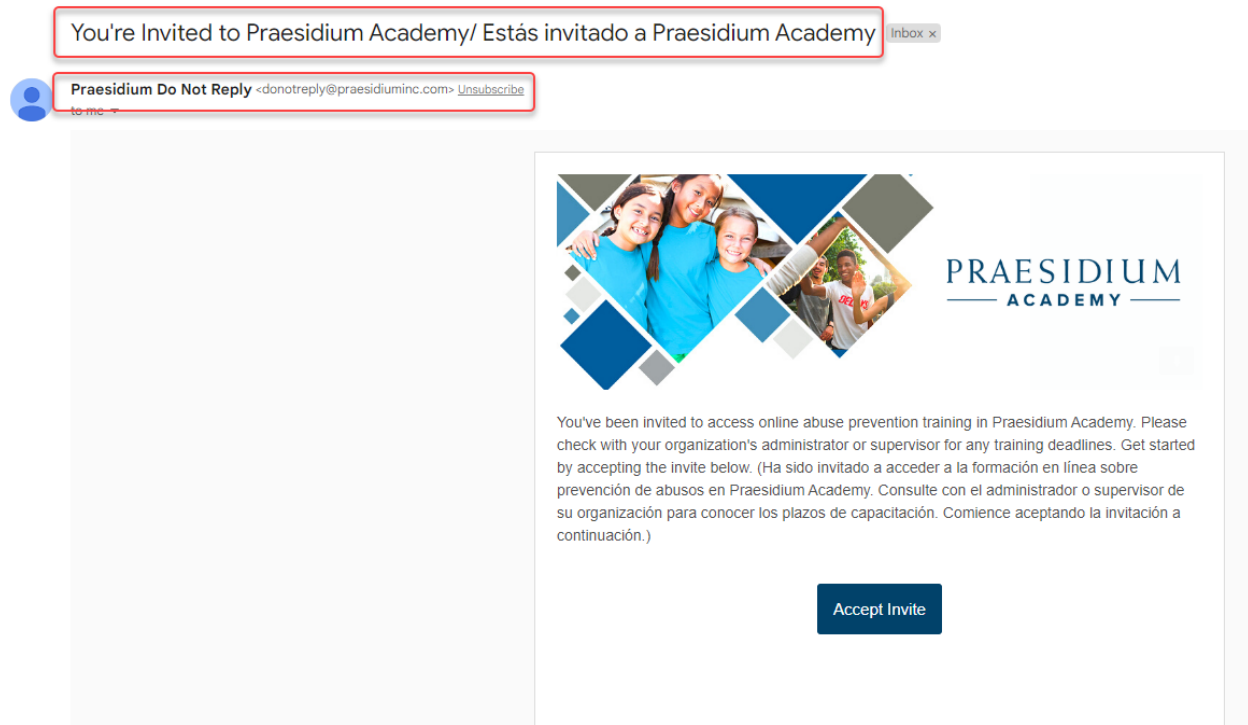 You're Invited to Praesidium Academy/ Estás invitado a Praesidium Academy Inbox ×
Praesidium Do Not Reply <donotreply@praesidiuminc.com> Unsubscribe
to me
PRAESIDIUM
ACADEMY
You've been invited to access online abuse prevention training in Praesidium Academy. Please
check with your organization's administrator or supervisor for any training deadlines. Get started
by accepting the invite below. (Ha sido invitado a acceder a la formación en línea sobre
prevención de abusos en Praesidium Academy. Consulte con el administrador o supervisor de
su organización para conocer los plazos de capacitación. Comience aceptando la invitación a
continuación.)
Accept Invite